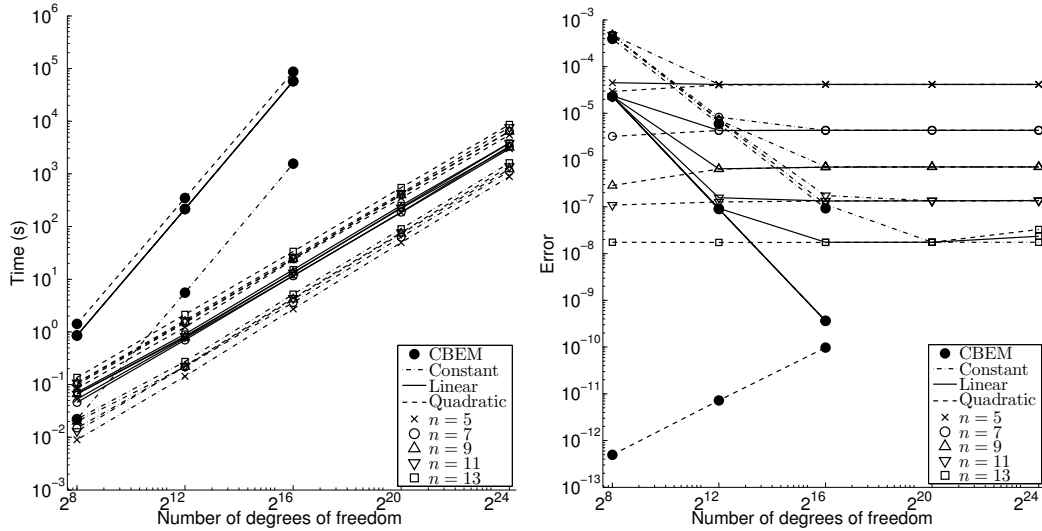 10^6
10^5
10^4
10^3
10^2
10^1
10^0
10^−1
10^−2
10^−3
Time (s)
2^8
2^12
2^16
2^20
2^24
Number of degrees of freedom
CBEM
Constant
Linear
Quadratic
n = 5
n = 7
n = 9
n = 11
n = 13
10^−3
10^−4
10^−5
10^−6
10^−7
10^−8
10^−9
10^−10
10^−11
10^−12
10^−13
Error
2^8
2^12
2^16
2^20
2^24
Number of degrees of freedom
CBEM
Constant
Linear
Quadratic
n = 5
n = 7
n = 9
n = 11
n = 13